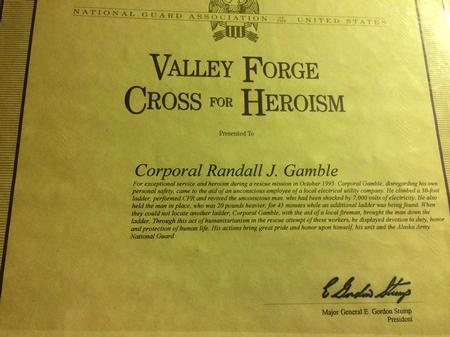 NATIONAL GUARD ASSOCIATION OF THE UNITED STATES
VALLEY FORGE
CROSS FOR HEROISM
Presented To
Corporal Randall J. Gamble
For exceptional service and heroism during a rescue mission in October 1993. Corporal Gamble, disregarding his own
personal safety, came to the aid of an unconscious employee of a local electrical utility company. He climbed a 30-foot
ladder, performed CPR and revived the unconscious man, who had been shocked by 7,000 volts of electricity. He also
held the man in place, who was 20 pounds heavier, for 45 minutes while an additional ladder was being found. When
they could not locate another ladder, Corporal Gamble, with the aid of a local fireman, brought the man down the
ladder. Through this act of humanitarianism in the rescue attempt of these workers, he displayed devotion to duty, honor
and protection of human life. His actions bring great pride and honor upon himself, his unit and the Alaska Army
National Guard
E Gordon Stump
Major General E. Gordon Stump
President